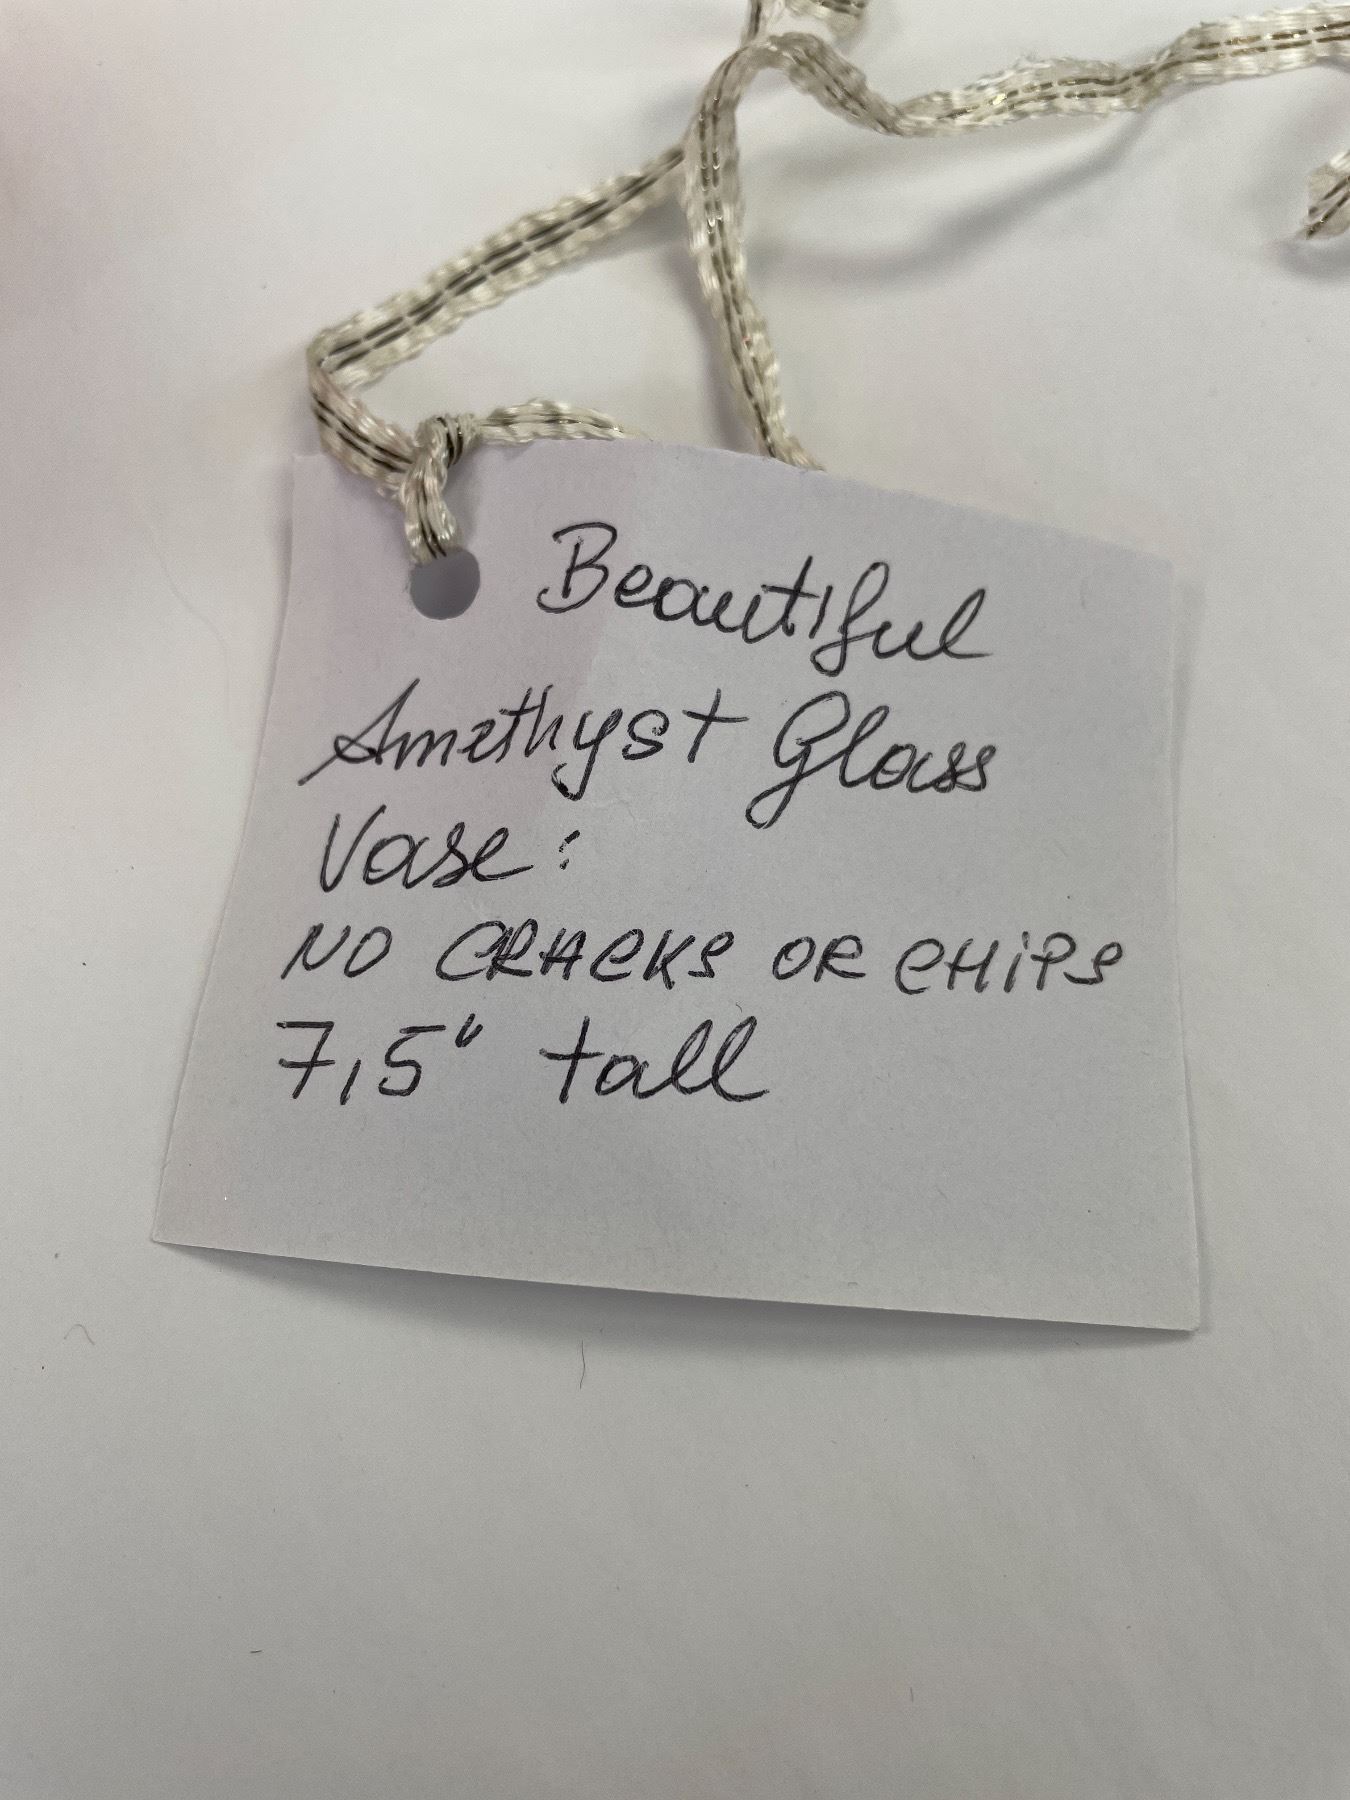 Beautiful
Amethyst Glass
Vase:
NO CRACKS OR CHIPS
7,5" tall